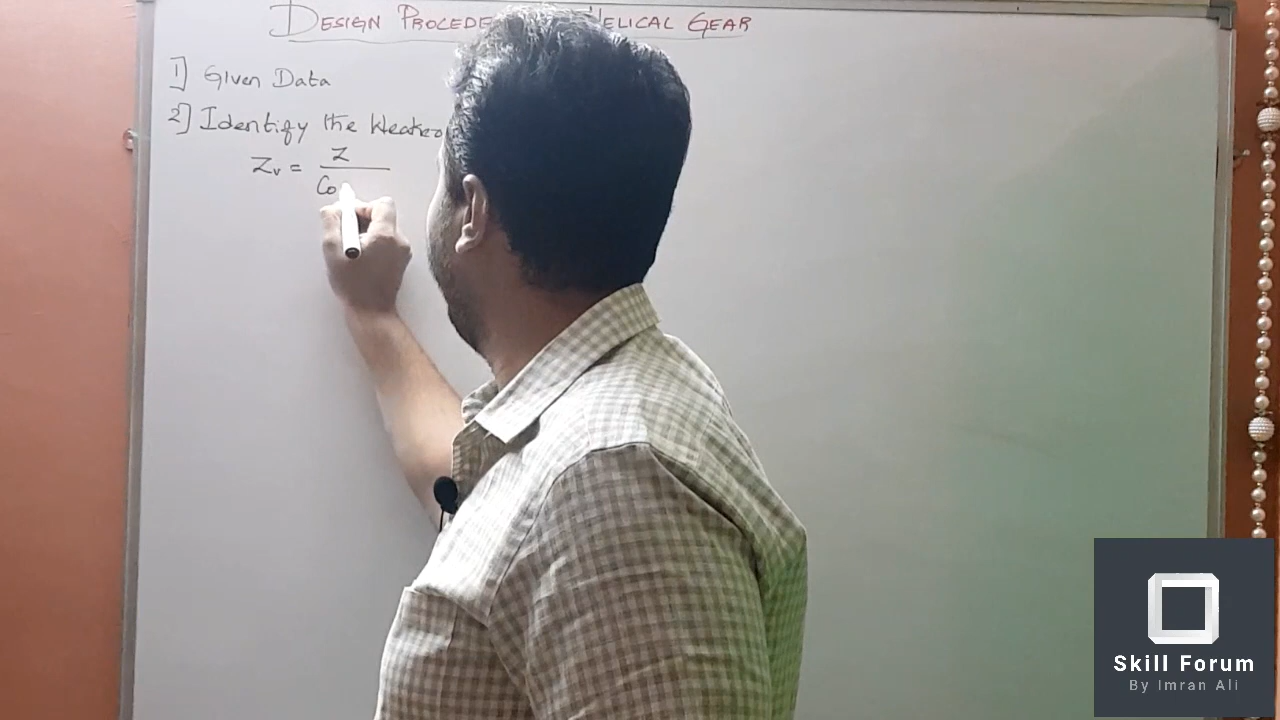 DESIGN PROCEDE HELICAL GEAR
1] Given Data
2] Identify the Weaker
Zv = Z
Co
Skill Forum
By Imran Ali